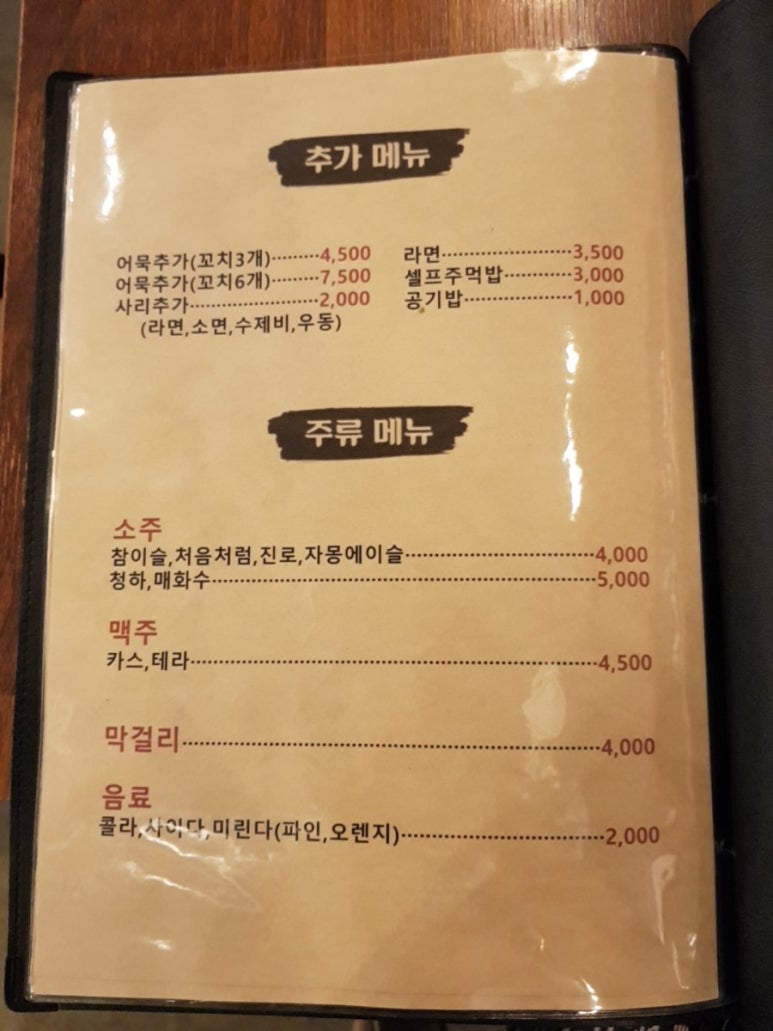 추가 메뉴
어묵추가(꼬치3개)·········4,500
어묵추가(꼬치6개)·········7,500
사리추가························2,000
(라면,소면,수제비,우동)
라면························3,500
셀프주먹밥·············3,000
공기밥····················1,000
주류 메뉴
소주
참이슬,처음처럼,진로,자몽에이슬···································4,000
청하,매화수······································································5,000
맥주
카스,테라·········································································4,500
막걸리··············································································4,000
음료
콜라,사이다,미린다(파인,오렌지)···································2,000